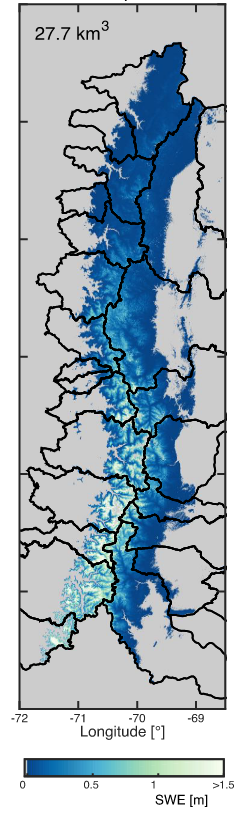 27.7 km³
-72 -71 -70 -69
Longitude [°]
0 0.5 1 >1.5
SWE [m]